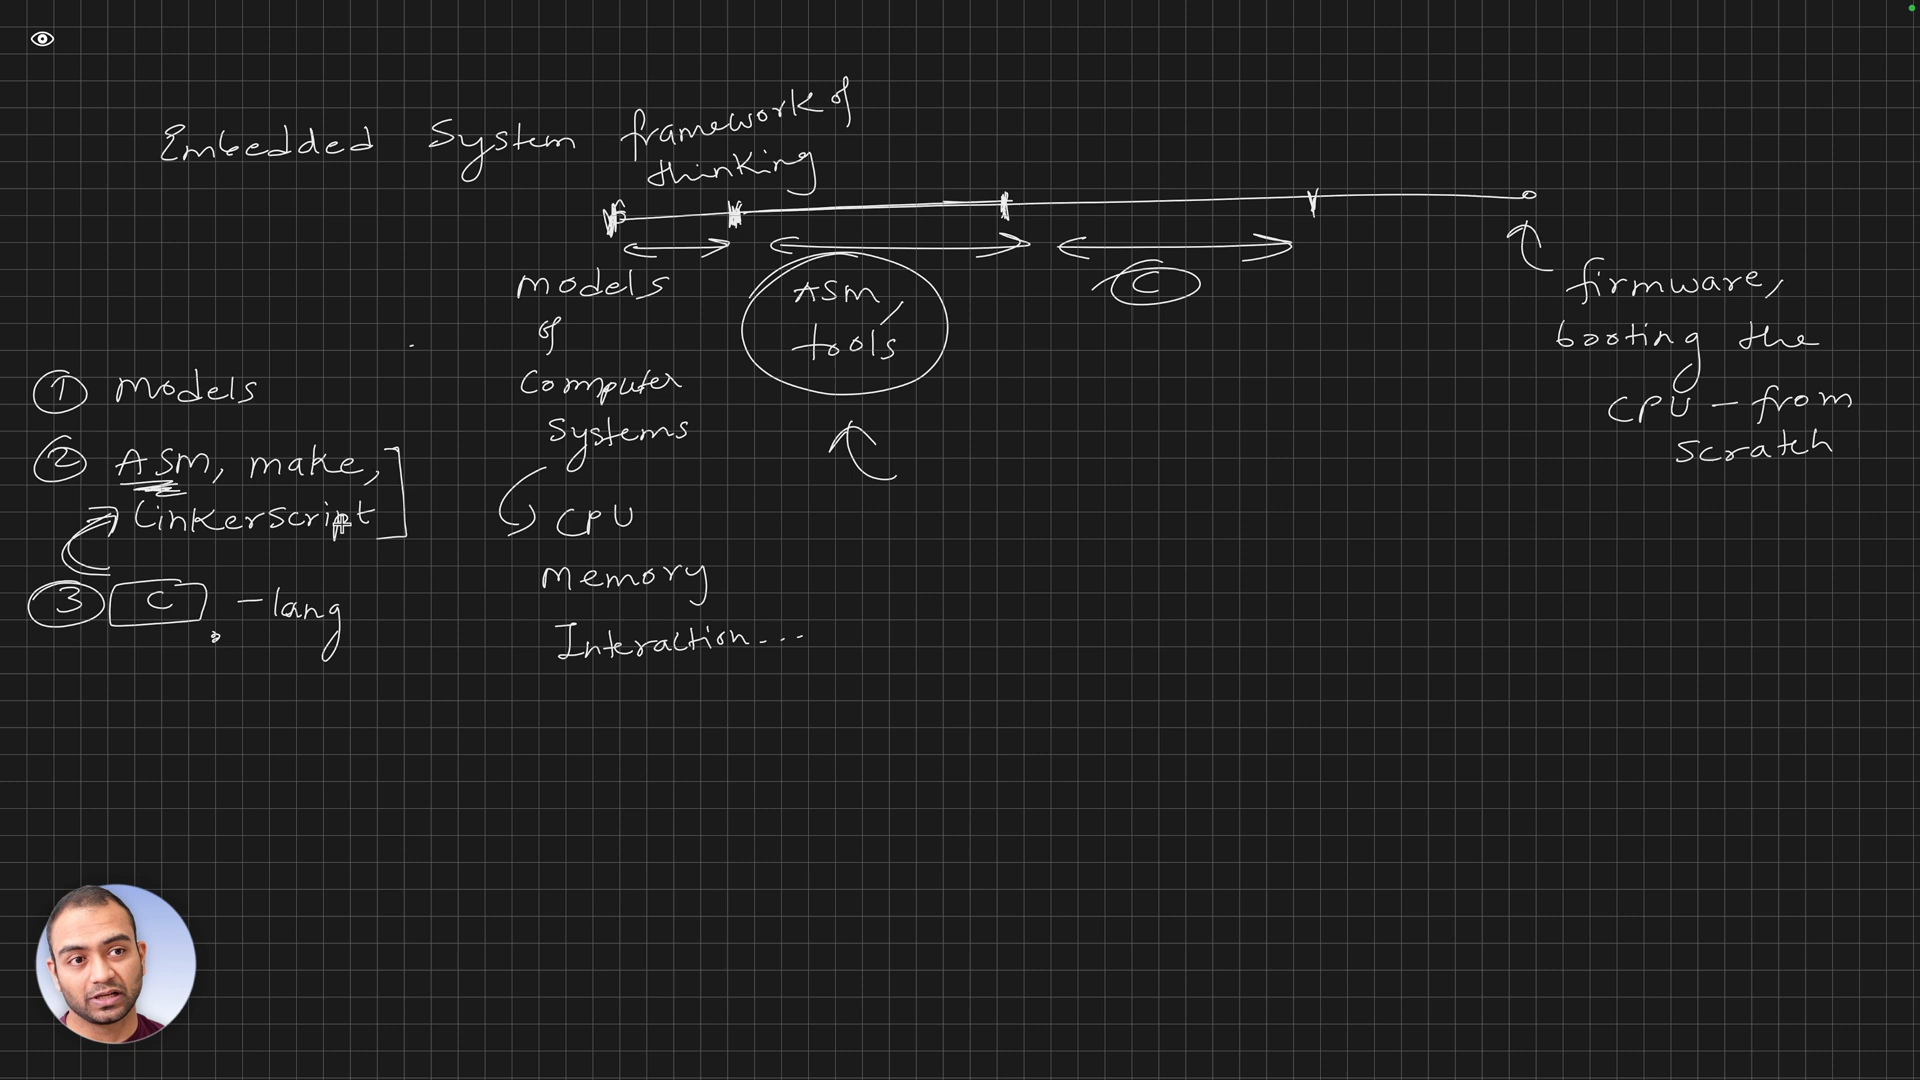 Embedded System framework of
thinking
models
of
Computer
Systems
CPU
Memory
Interaction...
ASM,
tools
C
firmware,
booting the
CPU - from
scratch
① Models
② ASM, make,
Linkerscript
③ C - lang